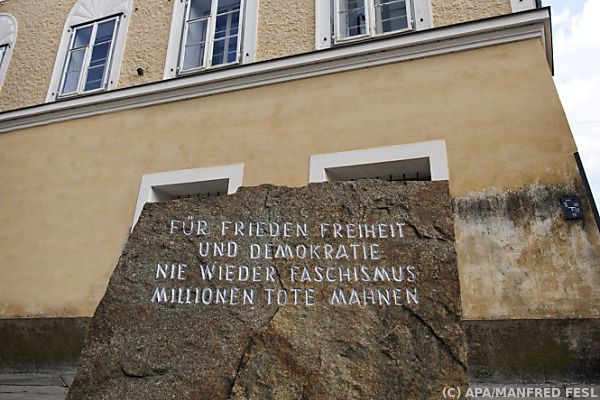 FÜR FRIEDEN FREIHEIT
UND DEMOKRATIE
NIE WIEDER FASCHISMUS
MILLIONEN TOTE MAHNEN
(C) APA/MANFRED FESL